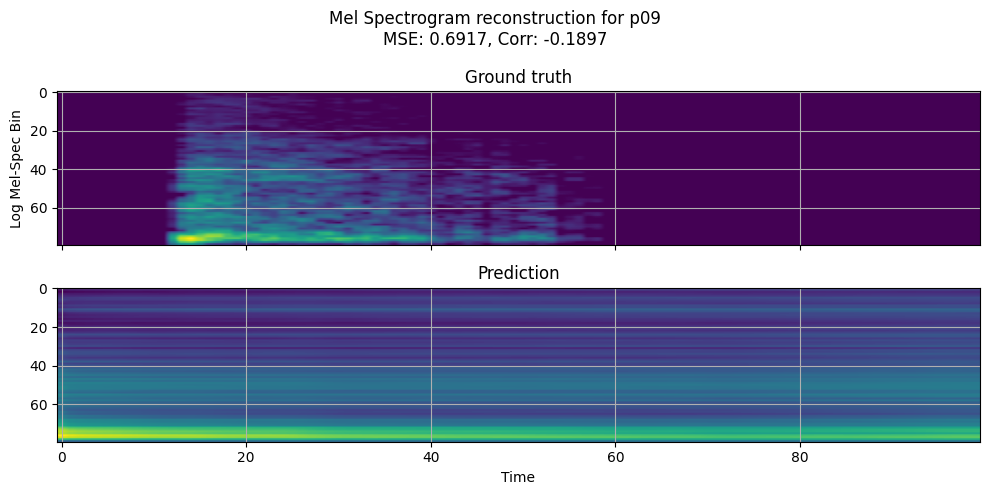 Mel Spectrogram reconstruction for p09
MSE: 0.6917, Corr: -0.1897
Ground truth
0
20
40
60
Log Mel-Spec Bin
Prediction
0
20
40
60
0 20 40 60 80
Time